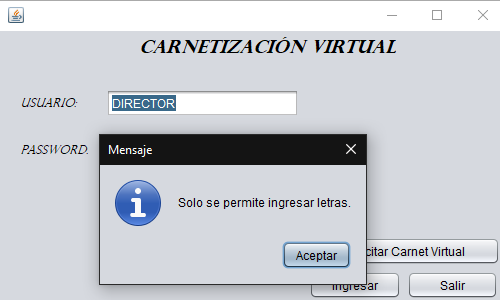 CARNETIZACIÓN VIRTUAL
USUARIO:
DIRECTOR
PASSWORD:
Mensaje
Solo se permite ingresar letras.
Aceptar
citar Carnet Virtual
Ingresar
Salir